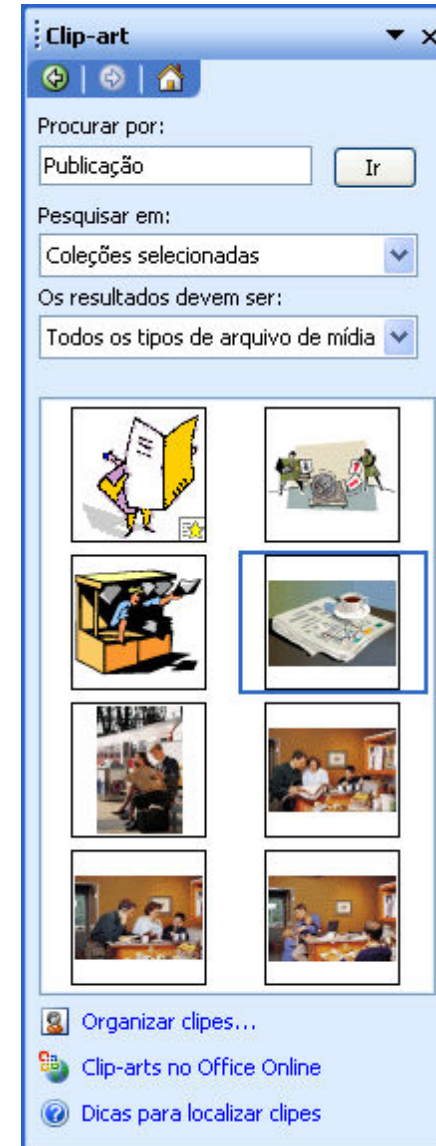 Clip-art
Procurar por:
Publicação
Ir
Pesquisar em:
Coleções selecionadas
Os resultados devem ser:
Todos os tipos de arquivo de mídia
Organizar clipes...
Clip-arts no Office Online
Dicas para localizar clipes